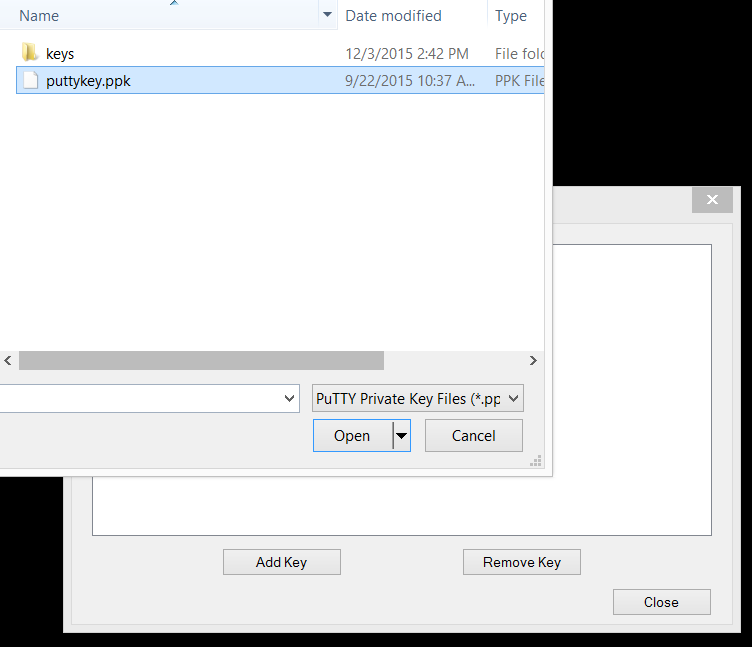 Name Date modified Type
keys 12/3/2015 2:42 PM File fold
puttykey.ppk 9/22/2015 10:37 A... PPK File
PuTTY Private Key Files (*.pp
Open Cancel
Add Key Remove Key
Close